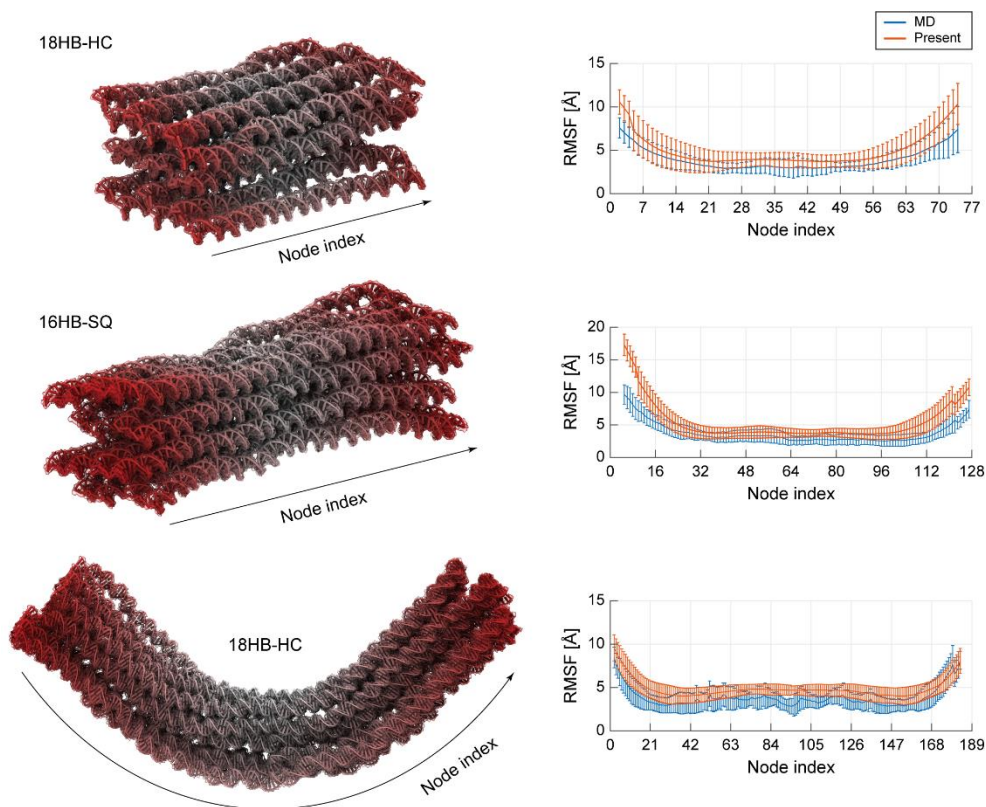 18HB-HC
Node index
MD
Present
RMSF [Å]
15
10
5
0
0 7 14 21 28 35 42 49 56 63 70 77
Node index
16HB-SQ
Node index
RMSF [Å]
20
15
10
5
0
0 16 32 48 64 80 96 112 128
Node index
18HB-HC
Node index
RMSF [Å]
15
10
5
0
0 21 42 63 84 105 126 147 168 189
Node index